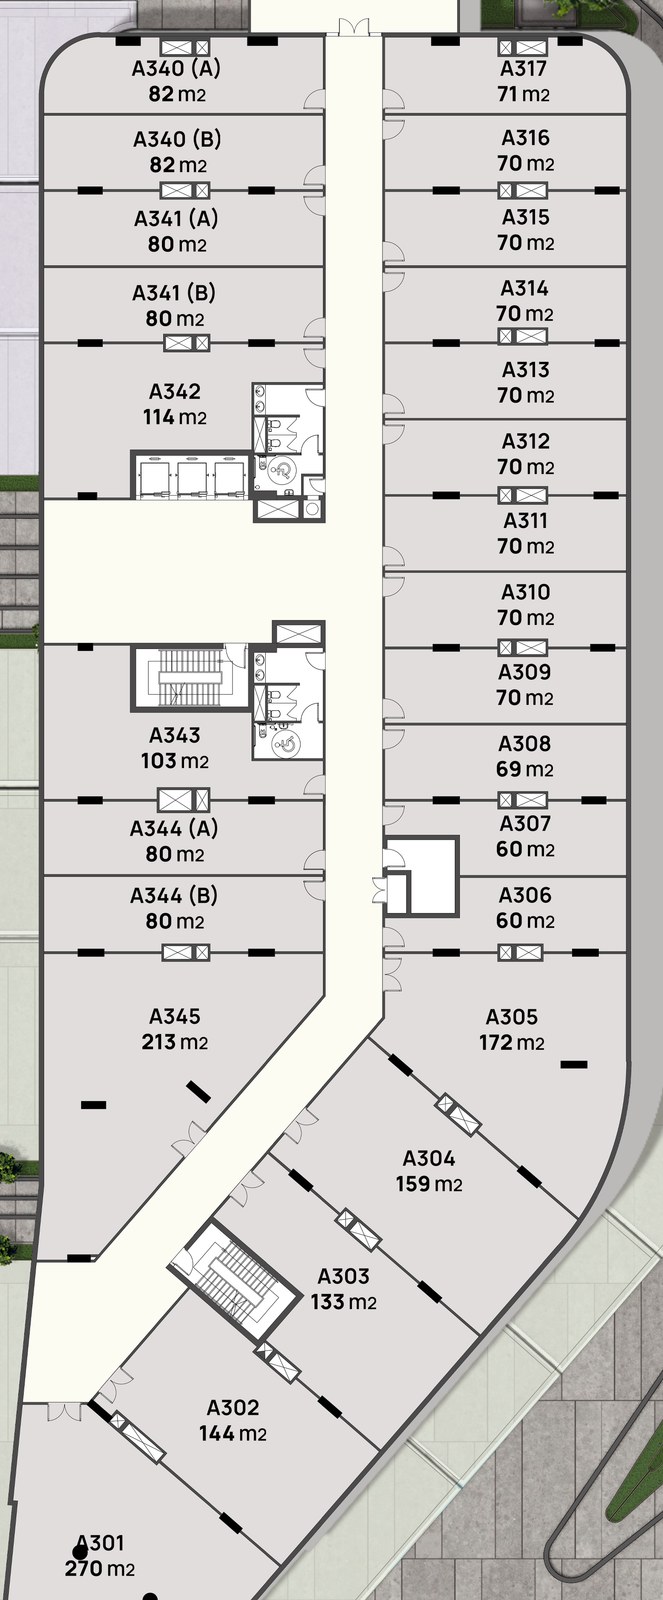 A340 (A)
82 m2
A340 (B)
82 m2
A341 (A)
80 m2
A341 (B)
80 m2
A342
114 m2
A343
103 m2
A344 (A)
80 m2
A344 (B)
80 m2
A345
213 m2
A317
71 m2
A316
70 m2
A315
70 m2
A314
70 m2
A313
70 m2
A312
70 m2
A311
70 m2
A310
70 m2
A309
70 m2
A308
69 m2
A307
60 m2
A306
60 m2
A305
172 m2
A304
159 m2
A303
133 m2
A302
144 m2
A301
270 m2